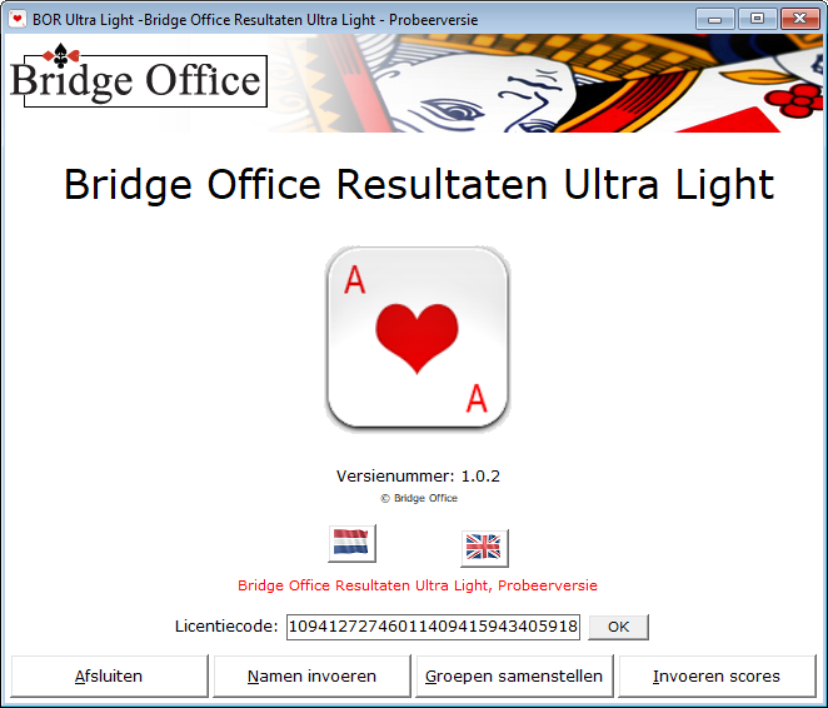 BOR Ultra Light -Bridge Office Resultaten Ultra Light - Probeerversie
Bridge Office
Bridge Office Resultaten Ultra Light
A
A
Versienummer: 1.0.2
© Bridge Office
Bridge Office Resultaten Ultra Light, Probeerversie
Licentiecode: 10941272746011409415943405918 OK
Afsluiten Namen invoeren Groepen samenstellen Invoeren scores